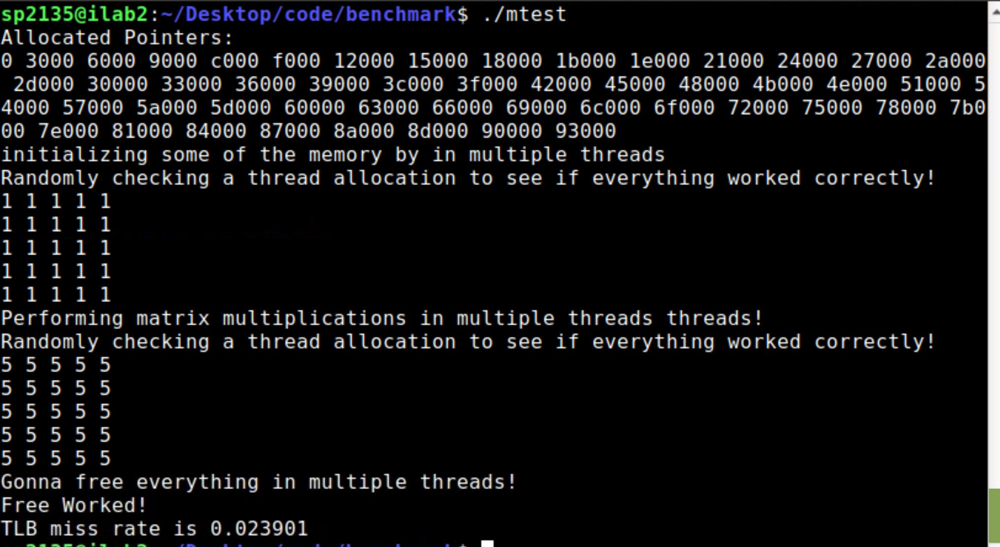 sp2135@ilab2:~/Desktop/code/benchmark$ ./mtest
Allocated Pointers:
0 3000 6000 9000 c000 f000 12000 15000 18000 1b000 1e000 21000 24000 27000 2a000
 2d000 30000 33000 36000 39000 3c000 3f000 42000 45000 48000 4b000 4e000 51000 5
4000 57000 5a000 5d000 60000 63000 66000 69000 6c000 6f000 72000 75000 78000 7b0
00 7e000 81000 84000 87000 8a000 8d000 90000 93000
initializing some of the memory by in multiple threads
Randomly checking a thread allocation to see if everything worked correctly!
1 1 1 1 1
1 1 1 1 1
1 1 1 1 1
1 1 1 1 1
1 1 1 1 1
Performing matrix multiplications in multiple threads threads!
Randomly checking a thread allocation to see if everything worked correctly!
5 5 5 5 5
5 5 5 5 5
5 5 5 5 5
5 5 5 5 5
5 5 5 5 5
Gonna free everything in multiple threads!
Free Worked!
TLB miss rate is 0.023901
sp2135@ilab2:~/Desktop/code/benchmark$